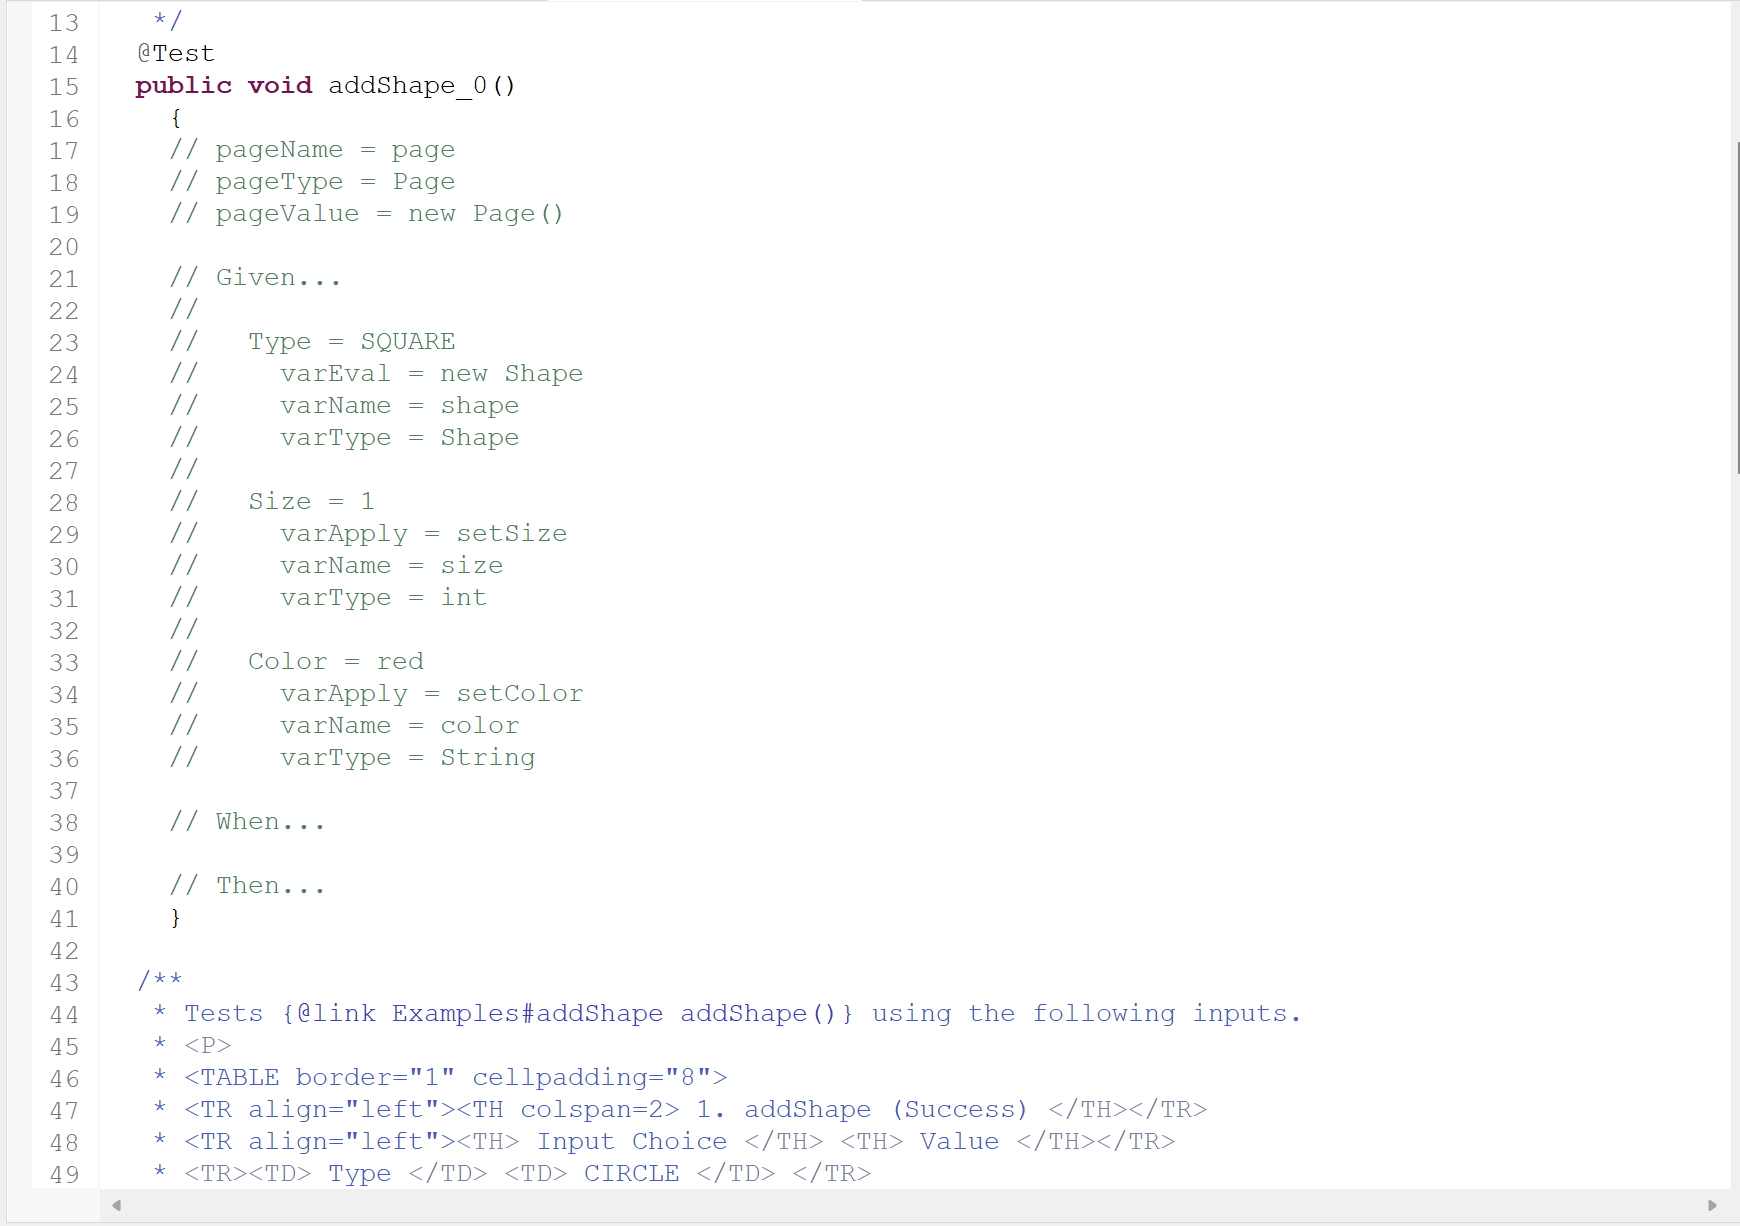 13 */
14 @Test
15 public void addShape_0()
16 {
17 // pageName = page
18 // pageType = Page
19 // pageValue = new Page()
20
21 // Given...
22 //
23 // Type = SQUARE
24 // varEval = new Shape
25 // varName = shape
26 // varType = Shape
27 //
28 // Size = 1
29 // varApply = setSize
30 // varName = size
31 // varType = int
32 //
33 // Color = red
34 // varApply = setColor
35 // varName = color
36 // varType = String
37
38 // When...
39
40 // Then...
41 }
42
43 /**
44 * Tests {@link Examples#addShape addShape()} using the following inputs.
45 * <P>
46 * <TABLE border="1" cellpadding="8">
47 * <TR align="left"><TH colspan=2> 1. addShape (Success) </TH></TR>
48 * <TR align="left"><TH> Input Choice </TH> <TH> Value </TH></TR>
49 * <TR><TD> Type </TD> <TD> CIRCLE </TD> </TR>